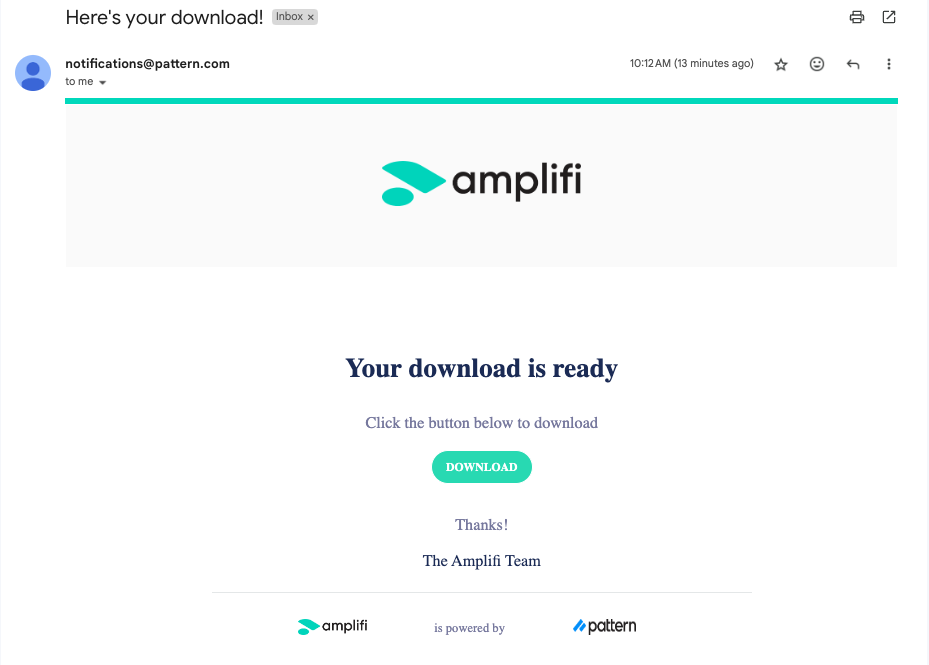 Here's your download!
Inbox ×
notifications@pattern.com
10:12 AM (13 minutes ago)
to me
amplifi
Your download is ready
Click the button below to download
DOWNLOAD
Thanks!
The Amplifi Team
amplifi is powered by pattern